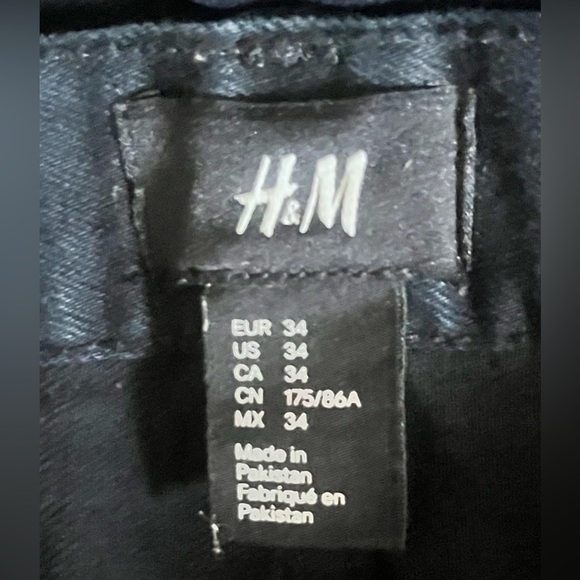 H&M
EUR 34
US 34
CA 34
CN 175/86A
MX 34
Made in
Pakistan
Fabriqué en
Pakistan